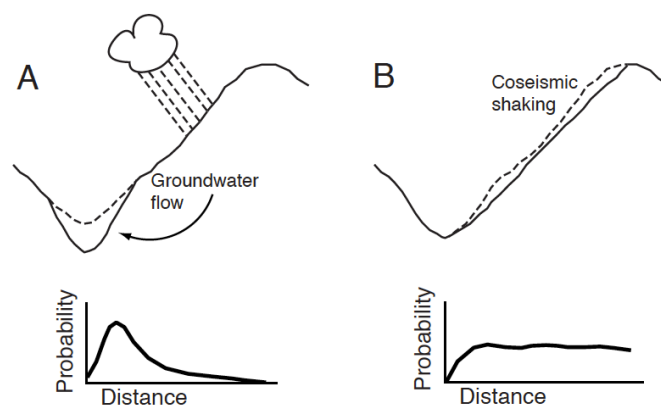 A
Groundwater
flow
Probability
Distance
B
Coseismic
shaking
Probability
Distance